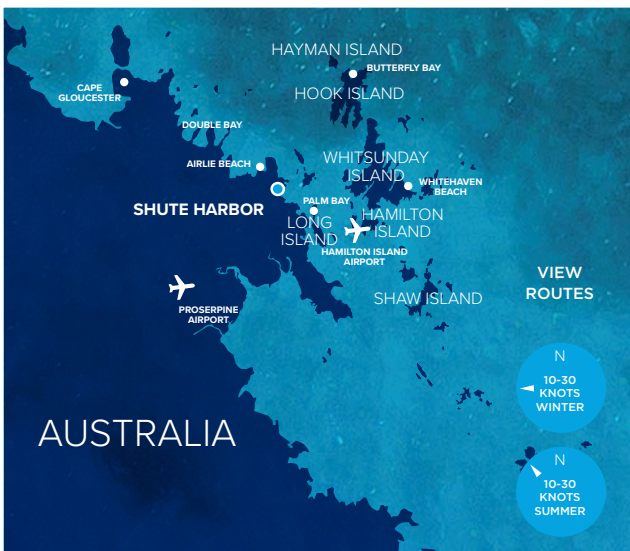 HAYMAN ISLAND
BUTTERFLY BAY
CAPE
GLOUCESTER
HOOK ISLAND
DOUBLE BAY
AIRLIE BEACH
WHITSUNDAY
ISLAND
WHITEHAVEN
BEACH
SHUTE HARBOR
PALM BAY
LONG
ISLAND
HAMILTON
ISLAND
HAMILTON ISLAND
AIRPORT
VIEW
ROUTES
SHAW ISLAND
PROSERPINE
AIRPORT
N
10-30
KNOTS
WINTER
AUSTRALIA
N
10-30
KNOTS
SUMMER